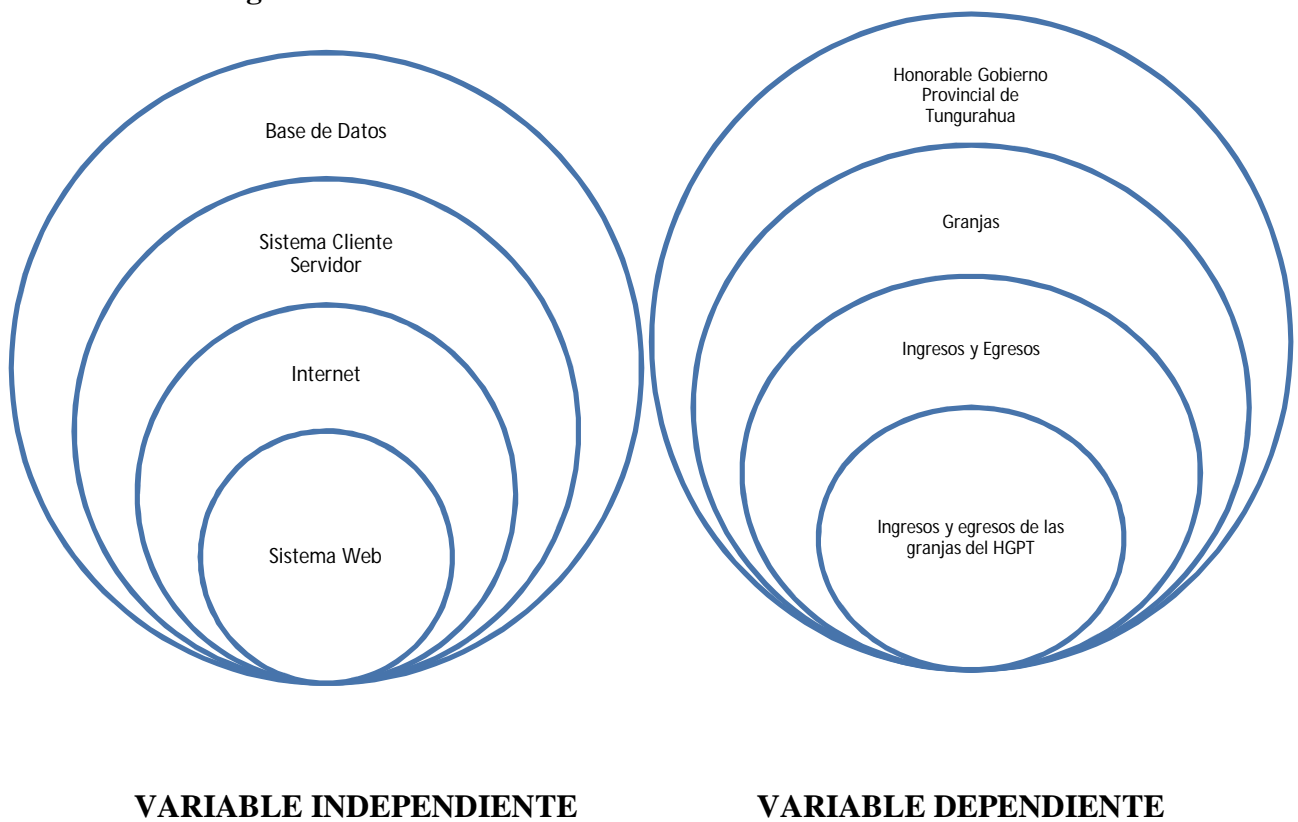 Base de Datos
Sistema Cliente
Servidor
Internet
Sistema Web
Honorable Gobierno
Provincial de
Tungurahua
Granjas
Ingresos y Egresos
Ingresos y egresos de las
granjas del HGPT
VARIABLE INDEPENDIENTE
VARIABLE DEPENDIENTE